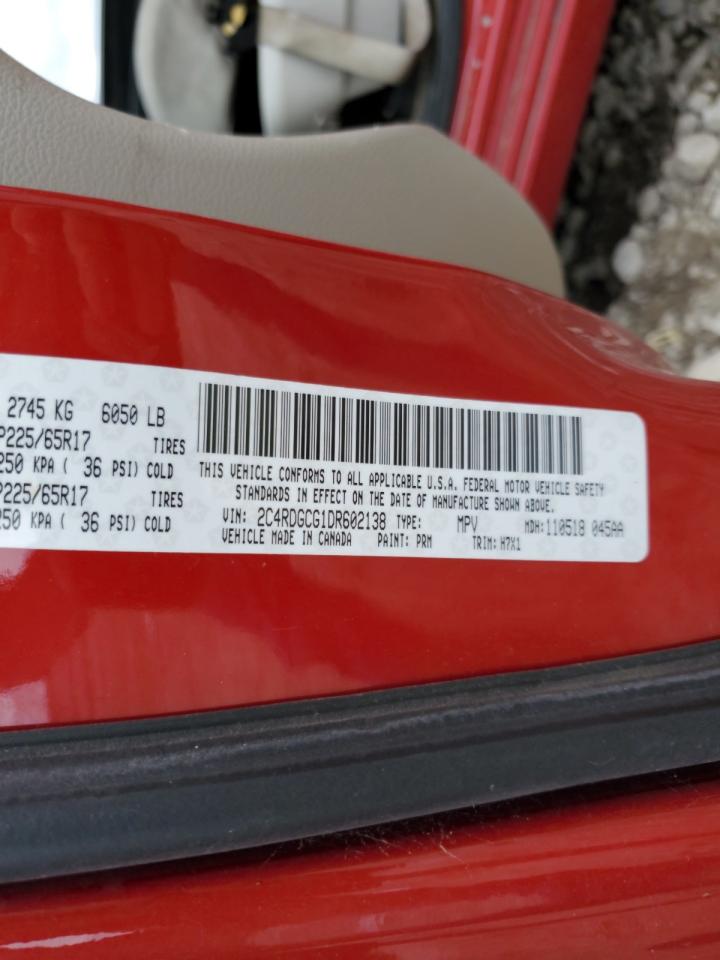 2745 KG 6050 LB
P225/65R17 TIRES
250 KPA ( 36 PSI) COLD
P225/65R17 TIRES
250 KPA ( 36 PSI) COLD
THIS VEHICLE CONFORMS TO ALL APPLICABLE U.S.A. FEDERAL MOTOR VEHICLE SAFETY
STANDARDS IN EFFECT ON THE DATE OF MANUFACTURE SHOWN ABOVE.
VIN: 2C4RDGCG1DR602138 TYPE: MPV MDH:110518 045AA
VEHICLE MADE IN CANADA PAINT: PRM TRIM: H7X1